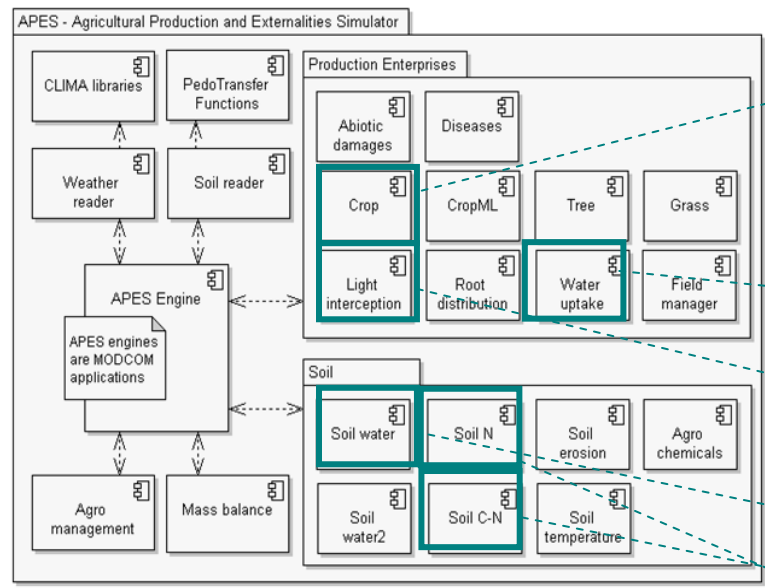 APES - Agricultural Production and Externalities Simulator
CLIMA libraries
PedoTransfer
Functions
Weather
reader
Soil reader
APES Engine
APES engines
are MODCOM
applications
Agro
management
Mass balance
Production Enterprises
Abiotic
damages
Diseases
Crop
CropML
Tree
Grass
Light
interception
Root
distribution
Water
uptake
Field
manager
Soil
Soil water
Soil N
Soil
erosion
Agro
chemicals
Soil
water2
Soil C-N
Soil
temperature